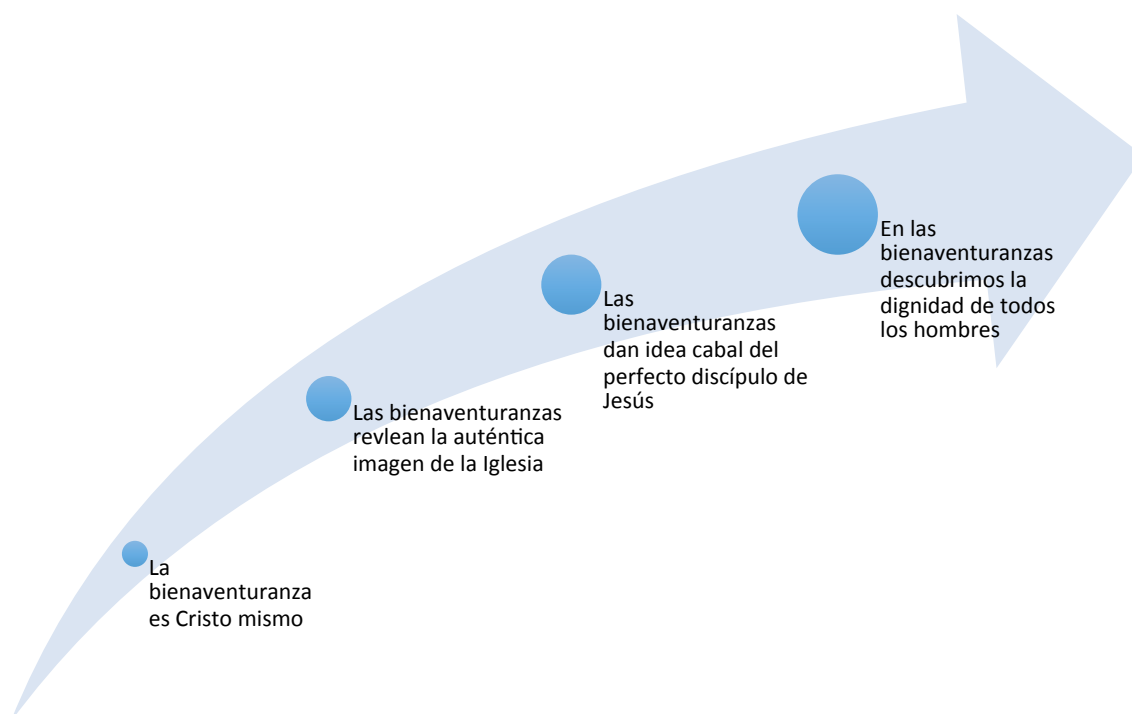 La
bienaventuranza
es Cristo mismo
Las bienaventuranzas
revlean la auténtica
imagen de la Iglesia
Las
bienaventuranzas
dan idea cabal del
perfecto discípulo de
Jesús
En las
bienaventuranzas
descubrimos la
dignidad de todos
los hombres